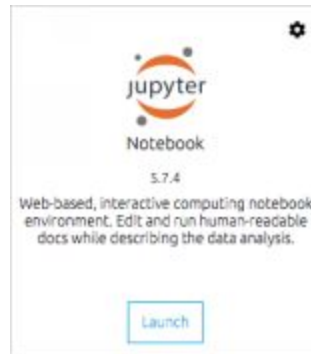 jupyter
Notebook
5.7.4
Web-based, interactive computing notebook
environment. Edit and run human-readable
docs while describing the data analysis.
Launch